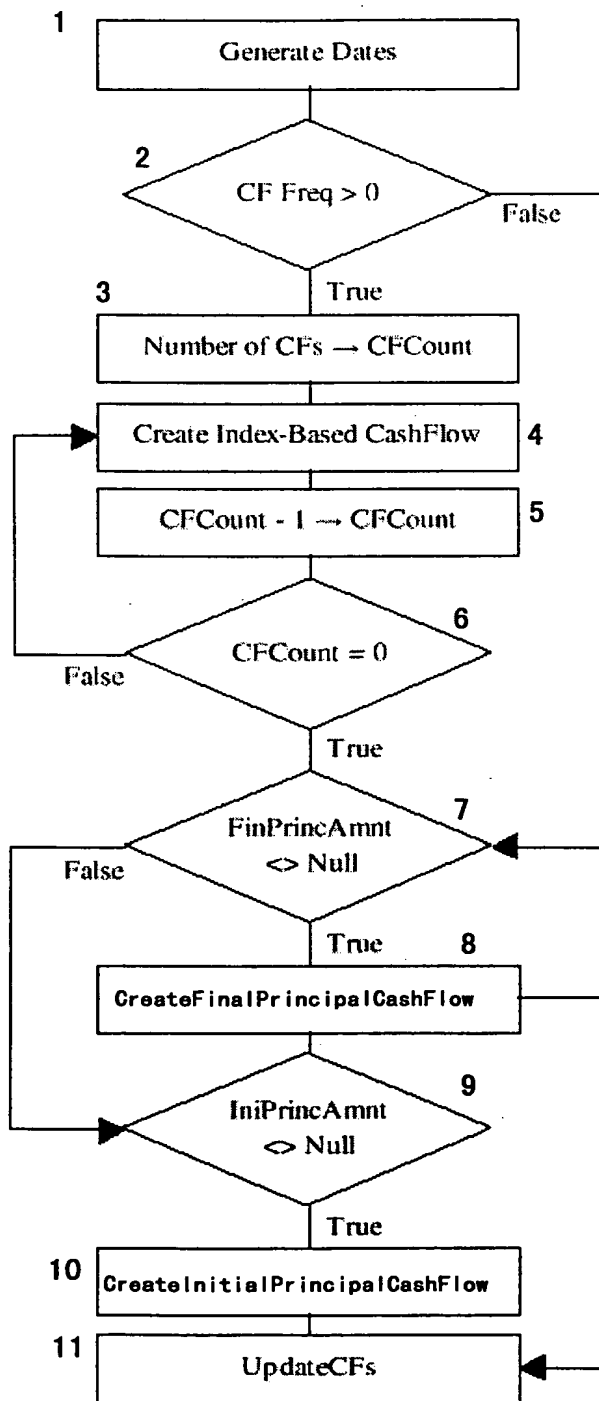 1
Generate Dates
2
CF Freq > 0
False
True
3
Number of CFs → CFCount
Create Index-Based CashFlow
4
CFCount - 1 → CFCount
5
6
CFCount = 0
False
True
7
FinPrincAmnt
<> Null
False
True
8
CreateFinalPrincipalCashFlow
9
IniPrincAmnt
<> Null
True
10
CreateInitialPrincipalCashFlow
11
UpdateCFs